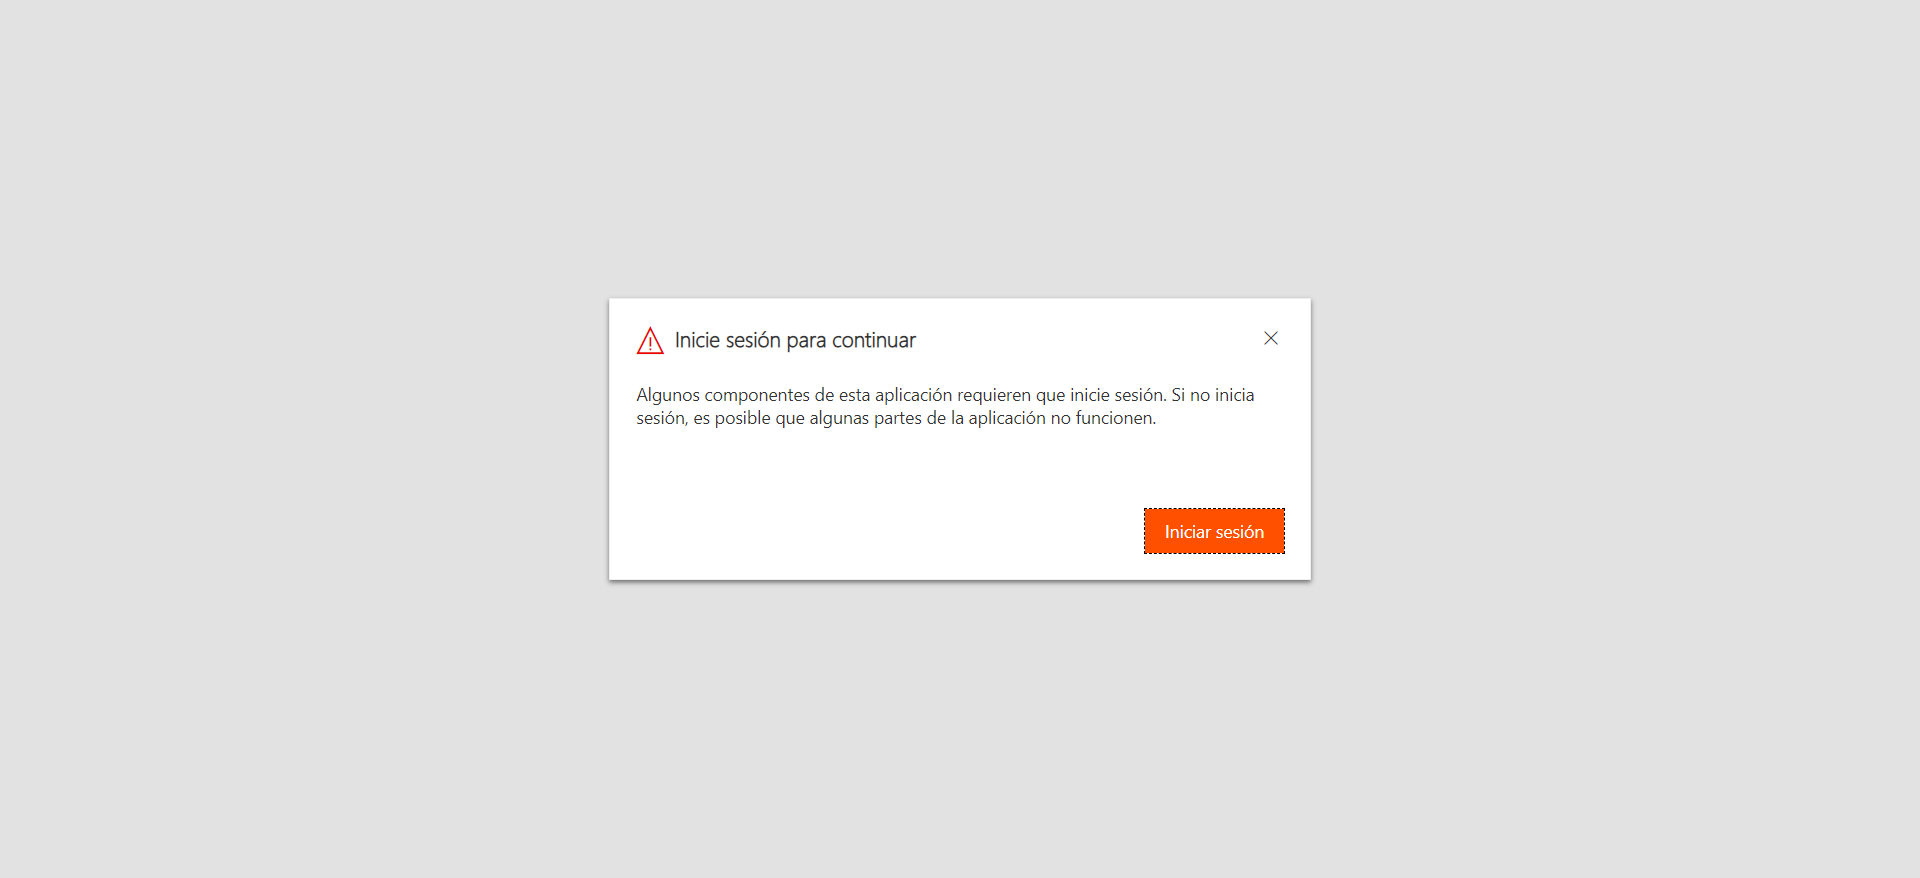 Inicie sesión para continuar
Algunos componentes de esta aplicación requieren que inicie sesión. Si no inicia
sesión, es posible que algunas partes de la aplicación no funcionen.
Iniciar sesión